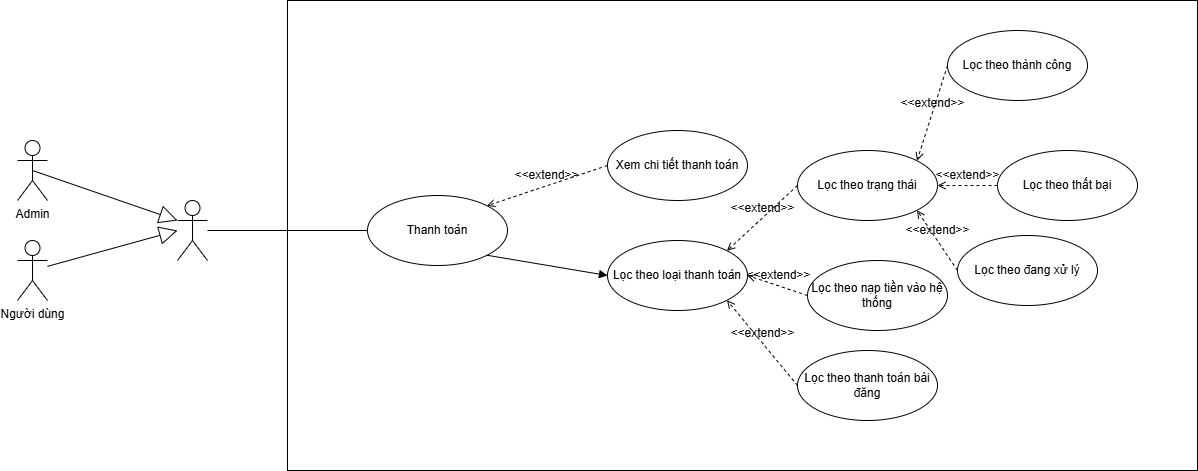 Lọc theo thành công
<<extend>>
Xem chi tiết thanh toán
<<extend>>
Lọc theo trạng thái
<<extend>>
Lọc theo thất bại
Admin
<<extend>>
Thanh toán
<<extend>>
Lọc theo loại thanh toán
<<extend>>
Lọc theo đang xử lý
Lọc theo nạp tiền vào hệ
thống
Người dùng
<<extend>>
Lọc theo thanh toán bài
đăng